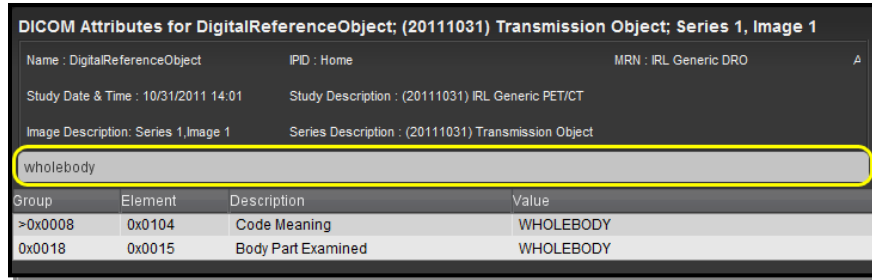 DICOM Attributes for DigitalReferenceObject; (20111031) Transmission Object; Series 1, Image 1
Name : DigitalReferenceObject IPID : Home MRN : IRL Generic DRO A
Study Date & Time : 10/31/2011 14:01 Study Description : (20111031) IRL Generic PET/CT
Image Description: Series 1,Image 1 Series Description : (20111031) Transmission Object
wholebody
Group Element Description Value
>0x0008 0x0104 Code Meaning WHOLEBODY
0x0018 0x0015 Body Part Examined WHOLEBODY